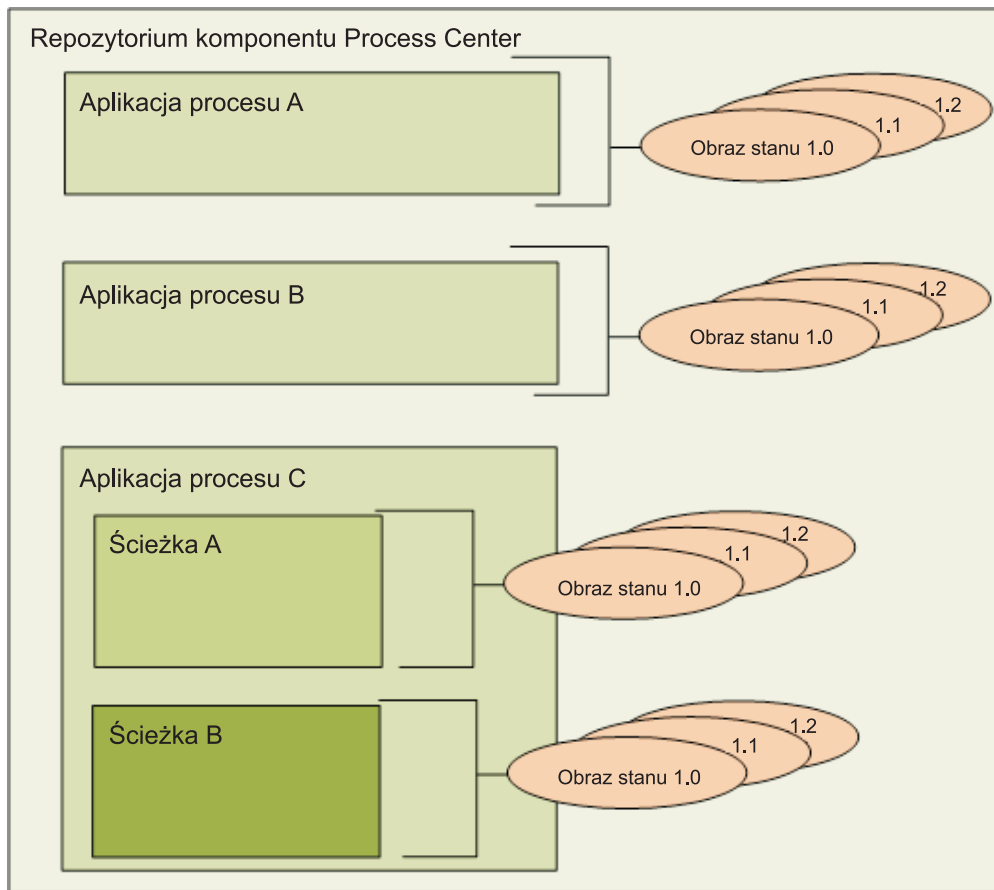 Repozytorium komponentu Process Center
Aplikacja procesu A
1.2
1.1
Obraz stanu 1.0
Aplikacja procesu B
1.2
1.1
Obraz stanu 1.0
Aplikacja procesu C
Ścieżka A
1.2
1.1
Obraz stanu 1.0
Ścieżka B
1.2
1.1
Obraz stanu 1.0